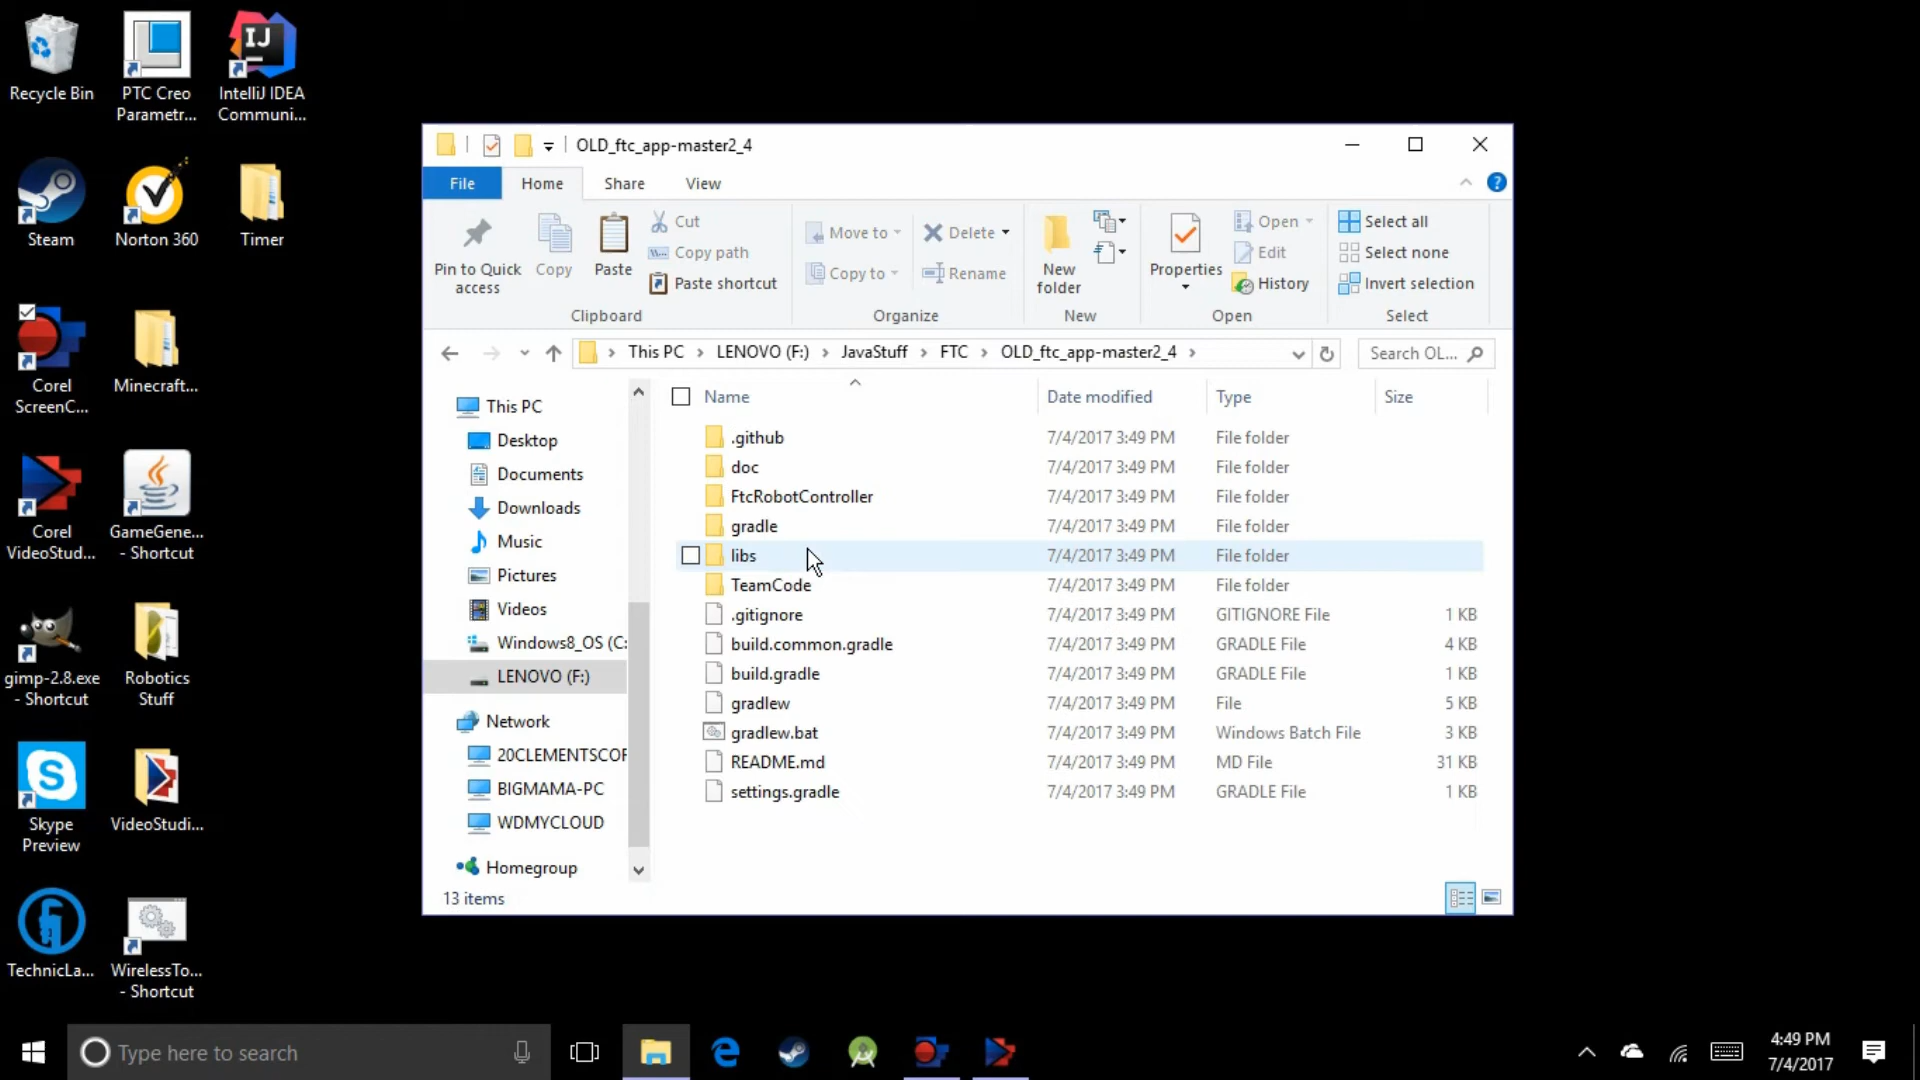 Recycle Bin
PTC Creo
Parametr...
IntelliJ IDEA
Communi...
Steam
Norton 360
Timer
Corel
ScreenC...
Minecraft...
Corel
VideoStud...
GameGene...
- Shortcut
gimp-2.8.exe
- Shortcut
Robotics
Stuff
Skype
Preview
VideoStudi...
TechnicLa...
WirelessTo...
- Shortcut
OLD_ftc_app-master2_4
File Home Share View
Pin to Quick
access
Copy
Paste
Cut
Copy path
Paste shortcut
Clipboard
Move to
Copy to
Delete
Rename
Organize
New
folder
New
Properties
Open
Edit
History
Open
Select all
Select none
Invert selection
Select
This PC > LENOVO (F:) > JavaStuff > FTC > OLD_ftc_app-master2_4 >
Search OL...
This PC
Desktop
Documents
Downloads
Music
Pictures
Videos
Windows8_OS (C:
LENOVO (F:)
Network
20CLEMENTSCOF
BIGMAMA-PC
WDMYCLOUD
Homegroup
Name Date modified Type Size
.github 7/4/2017 3:49 PM File folder
doc 7/4/2017 3:49 PM File folder
FtcRobotController 7/4/2017 3:49 PM File folder
gradle 7/4/2017 3:49 PM File folder
libs 7/4/2017 3:49 PM File folder
TeamCode 7/4/2017 3:49 PM File folder
.gitignore 7/4/2017 3:49 PM GITIGNORE File 1 KB
build.common.gradle 7/4/2017 3:49 PM GRADLE File 4 KB
build.gradle 7/4/2017 3:49 PM GRADLE File 1 KB
gradlew 7/4/2017 3:49 PM File 5 KB
gradlew.bat 7/4/2017 3:49 PM Windows Batch File 3 KB
README.md 7/4/2017 3:49 PM MD File 31 KB
settings.gradle 7/4/2017 3:49 PM GRADLE File 1 KB
13 items
Type here to search
4:49 PM
7/4/2017